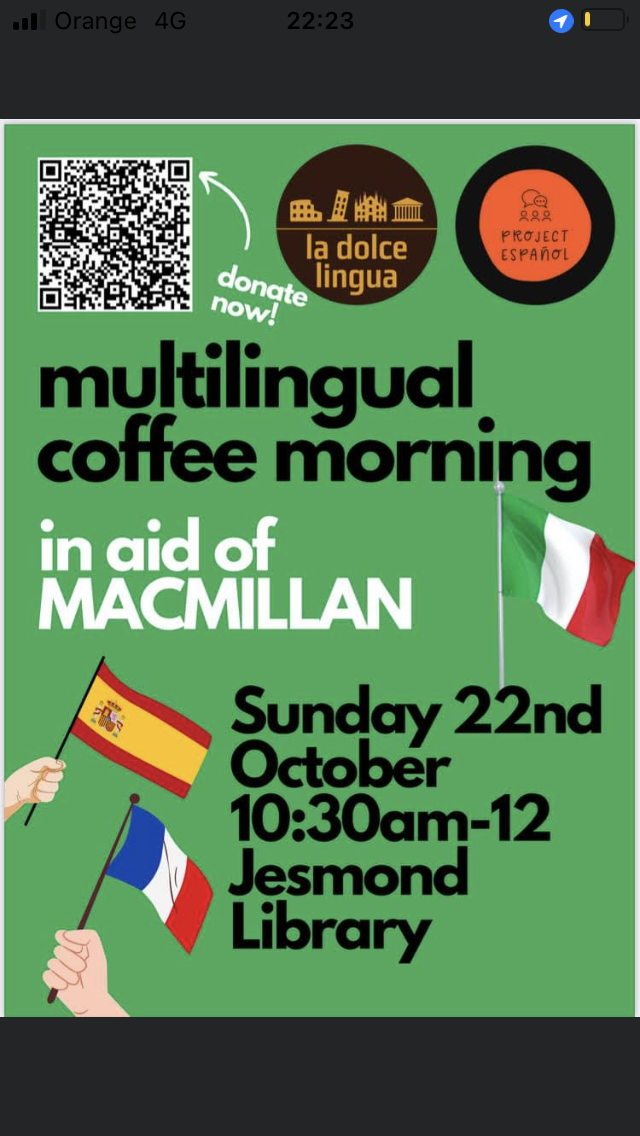 Orange 4G 22:23
donate
now!
la dolce
lingua
PROJECT
ESPAÑOL
multilingual
coffee morning
in aid of
MACMILLAN
Sunday 22nd
October
10:30am-12
Jesmond
Library